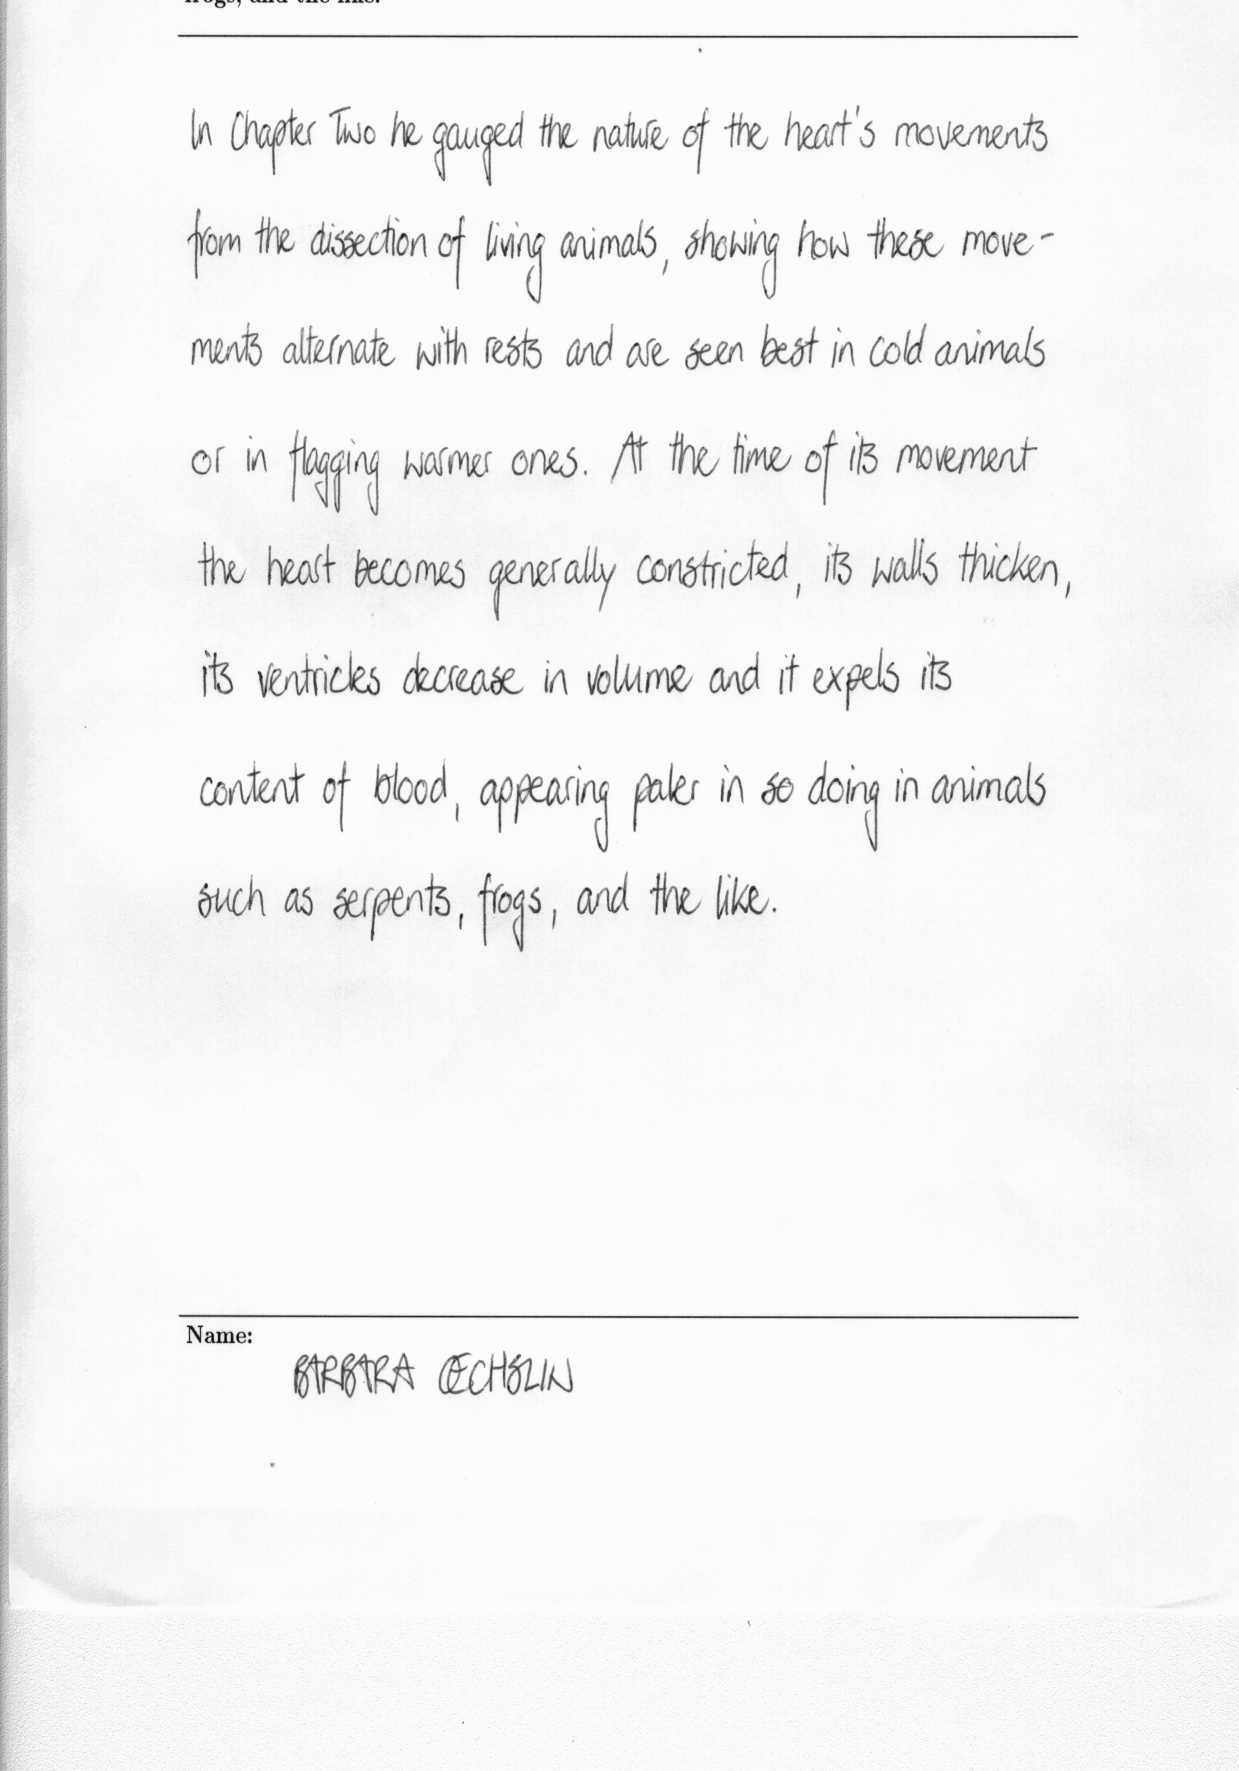 frogs, and the like.
In Chapter Two he gauged the nature of the heart's movements
from the dissection of living animals, showing how these move-
ments alternate with rests and are seen best in cold animals
or in flagging warmer ones. At the time of its movement
the heart becomes generally constricted, its walls thicken,
its ventricles decrease in volume and it expels its
content of blood, appearing paler in so doing in animals
such as serpents, frogs, and the like.
Name:
BARBARA OECHSLIN